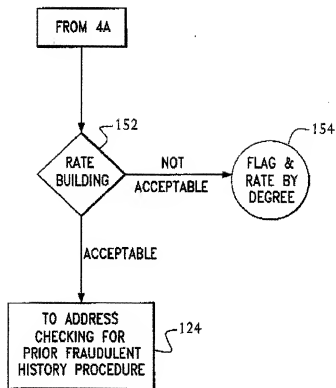 FROM 4A
152
RATE
BUILDING
NOT
ACCEPTABLE
154
FLAG &
RATE BY
DEGREE
ACCEPTABLE
TO ADDRESS
CHECKING FOR
PRIOR FRAUDULENT
HISTORY PROCEDURE
124